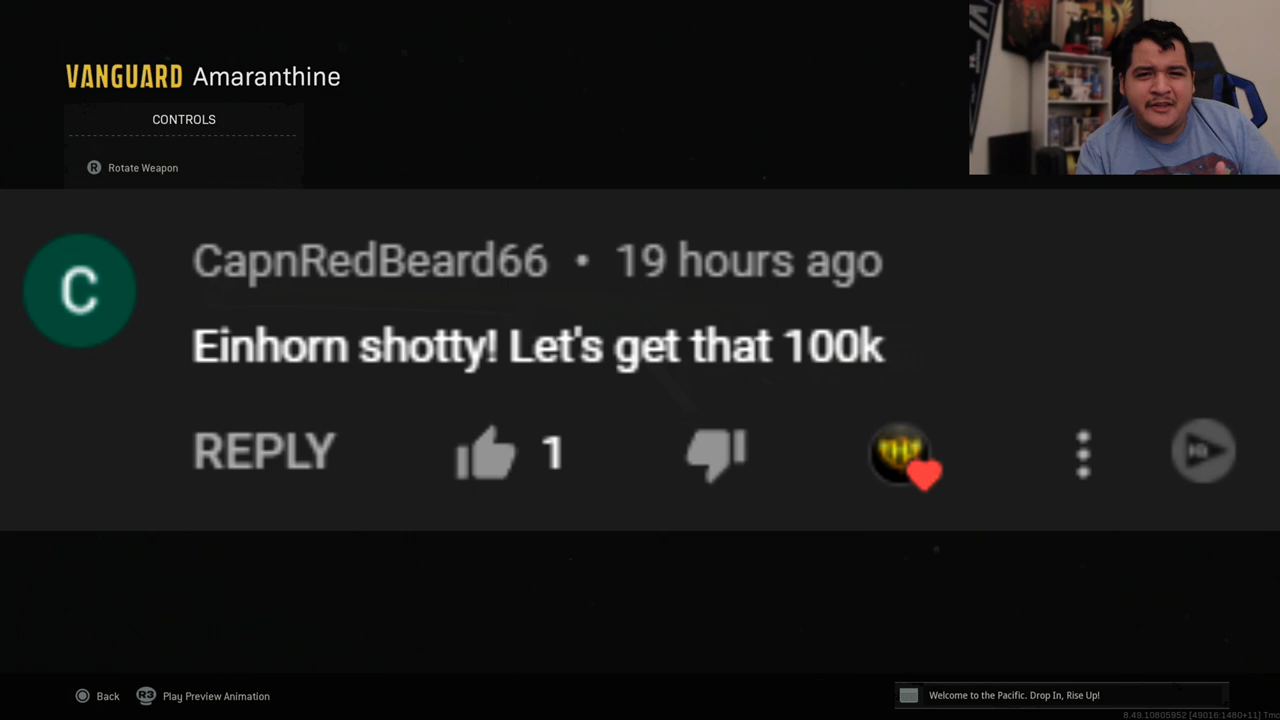 VANGUARD Amaranthine
CONTROLS
R Rotate Weapon
C
CapnRedBeard66 • 19 hours ago
Einhorn shotty! Let's get that 100k
REPLY 1
Back R3 Play Preview Animation
Welcome to the Pacific. Drop In, Rise Up!